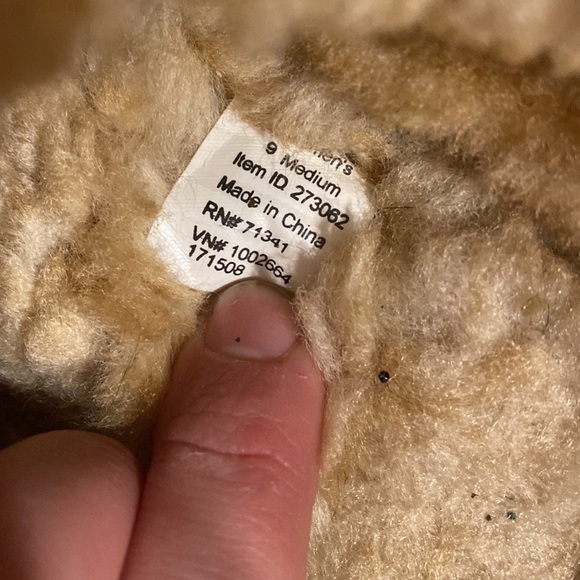 9 Medium
Item ID 273062
Made in China
RN# 71341
VN# 1002664
171508